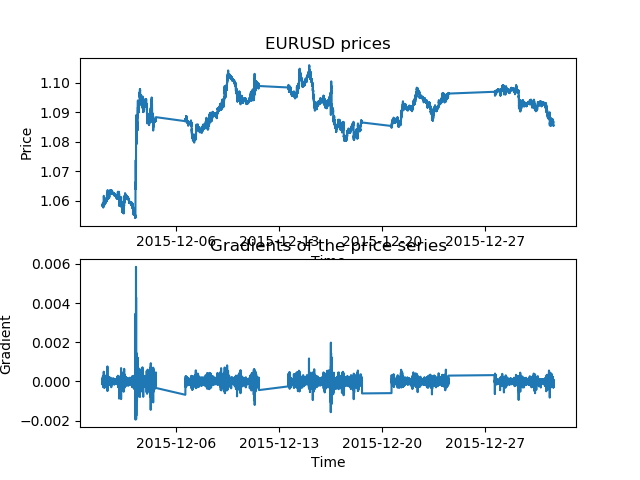 EURUSD prices
1.10
1.09
1.08
1.07
1.06
Price
2015-12-06 2015-12-13 2015-12-20 2015-12-27
Time
Gradients of the price series
0.006
0.004
0.002
0.000
−0.002
Gradient
2015-12-06 2015-12-13 2015-12-20 2015-12-27
Time